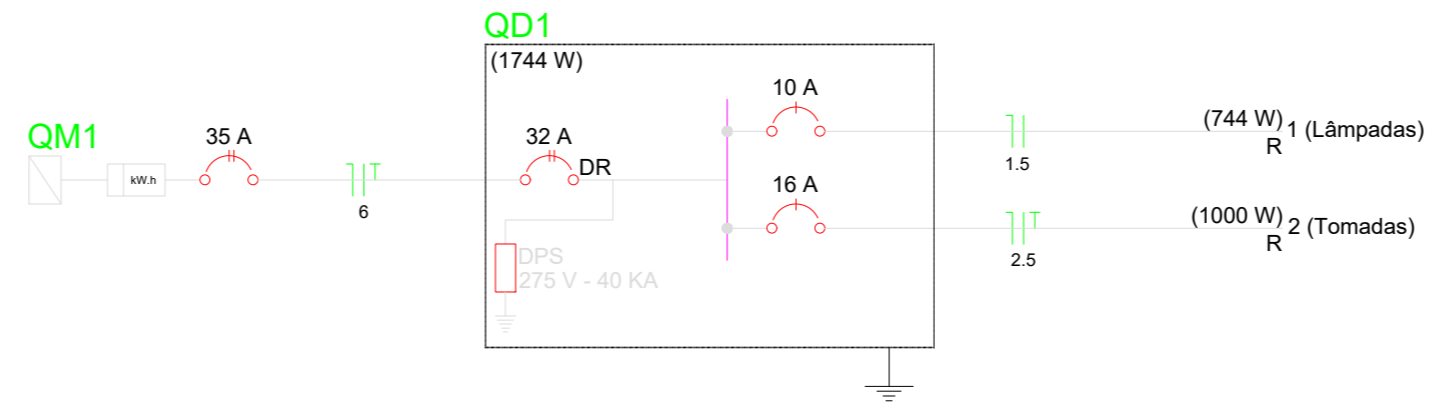 QD1
(1744 W)
QM1
kW.h
35 A
T
6
32 A
DR
DPS
275 V - 40 KA
10 A
16 A
1.5
(744 W)
R
1 (Lâmpadas)
T
2.5
(1000 W)
R
2 (Tomadas)